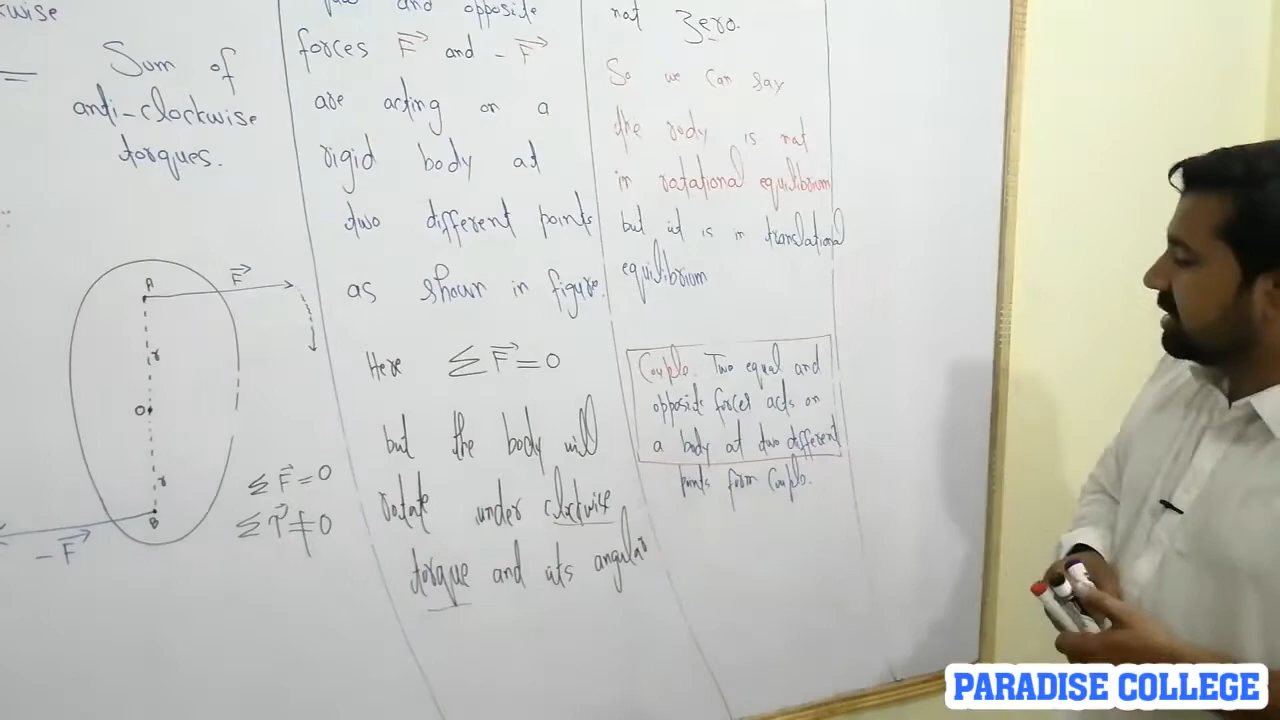 Sum of
anti-clockwise
torques.
A
F
r
O
r
B
-F
ΣF=0
Στ≠0
and opposite
forces F and -F
are acting on a
rigid body at
two different points
as shown in figure.
Here ΣF=0
but the body will
rotate under clockwise
torque and its angular
not Zero.
So we can say
the body is not
in rotational equilibrium
but it is in translational
equilibrium
Couple. Two equal and
opposite forces acts on
a body at two different
points form Couple.
PARADISE COLLEGE